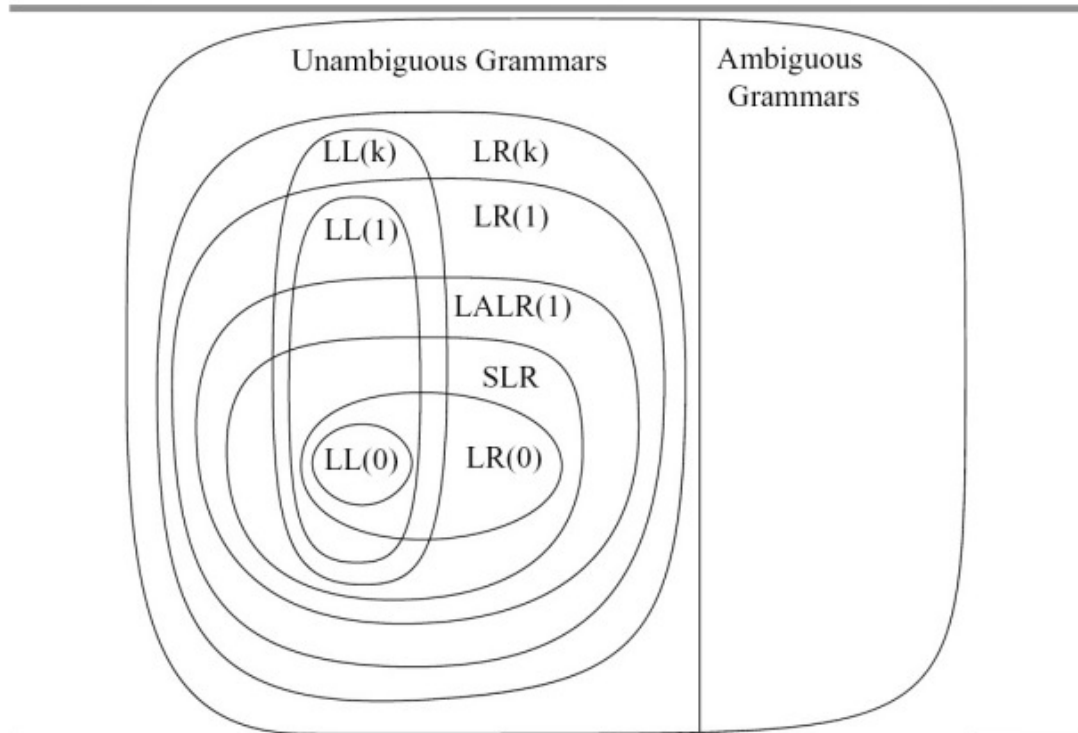 Unambiguous Grammars
Ambiguous
Grammars
LL(k)
LR(k)
LL(1)
LR(1)
LALR(1)
SLR
LL(0)
LR(0)